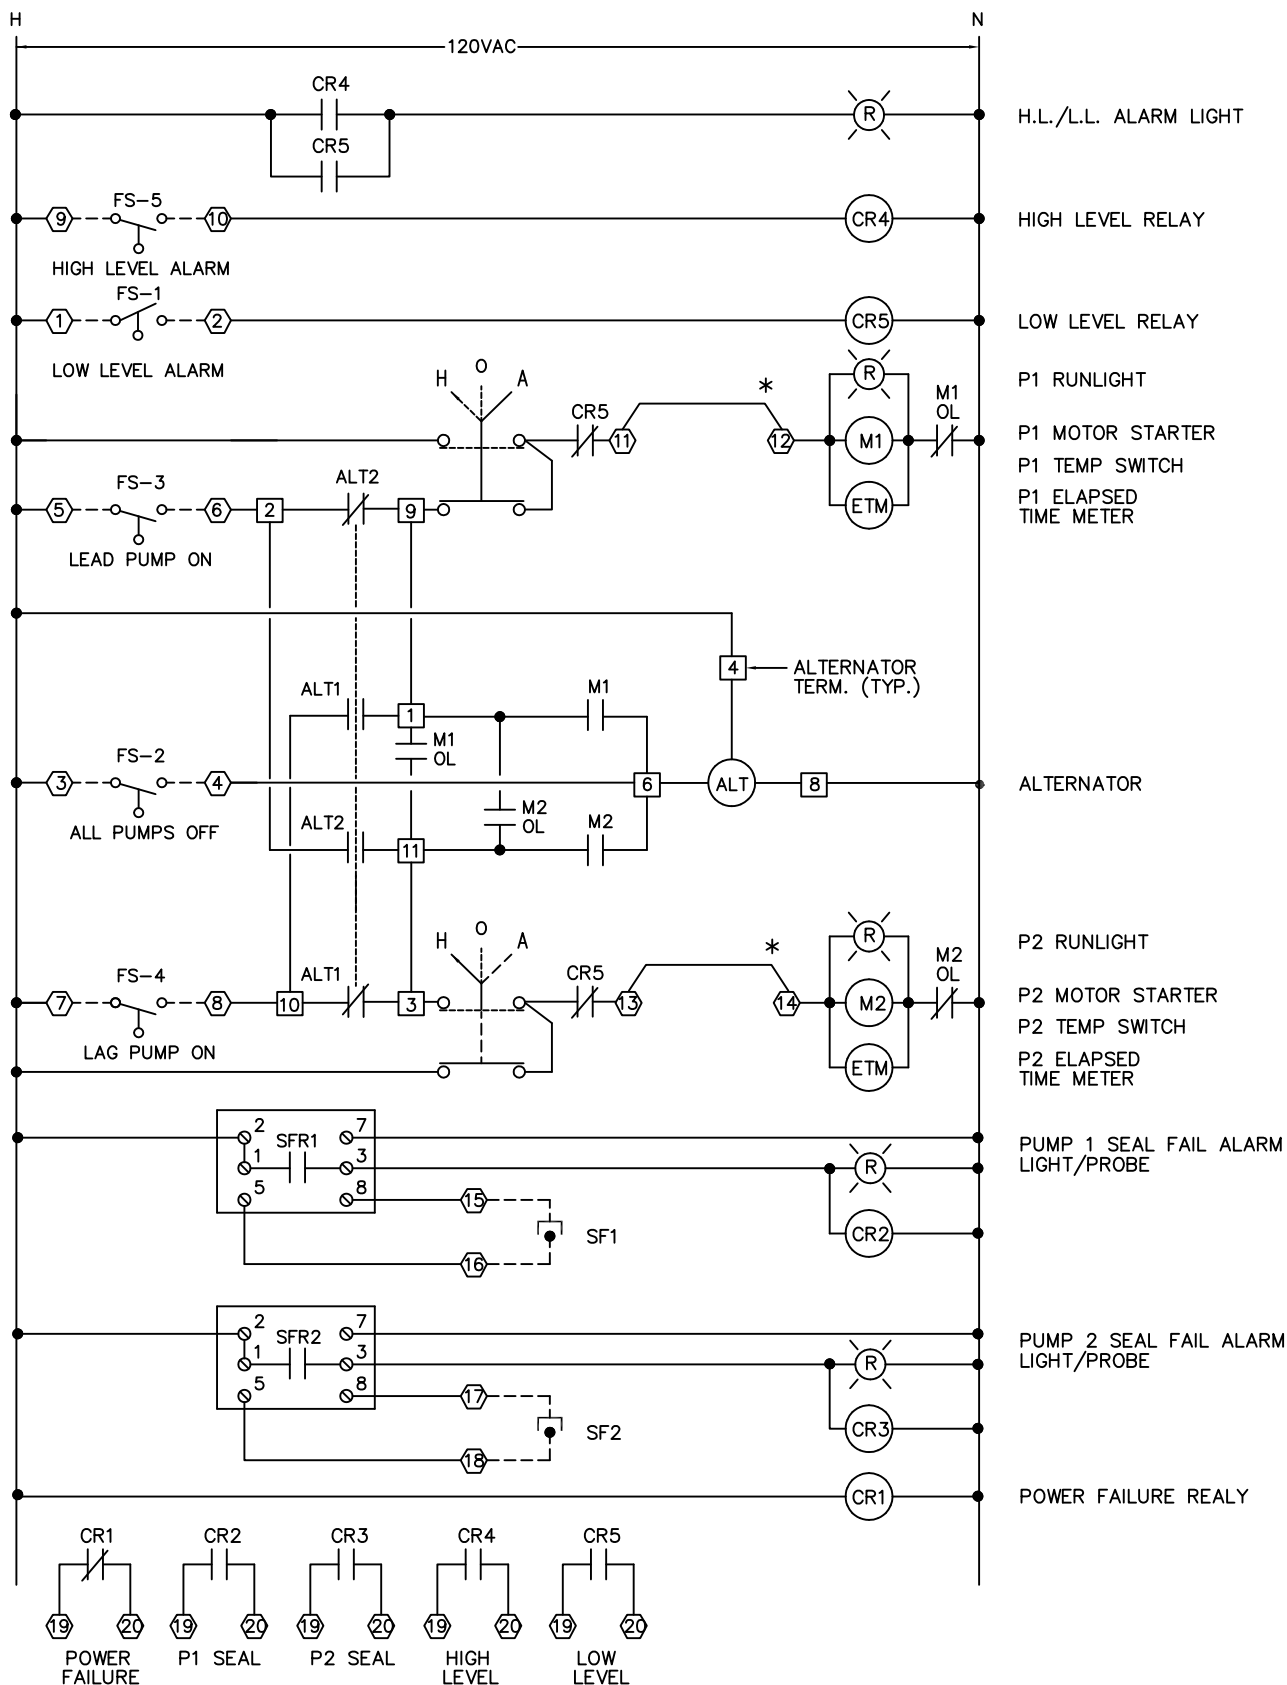 H
N
120VAC
CR4
R
H.L./L.L. ALARM LIGHT
CR5
FS-5
9
10
CR4
HIGH LEVEL RELAY
HIGH LEVEL ALARM
FS-1
1
2
CR5
LOW LEVEL RELAY
LOW LEVEL ALARM
H
O
A
*
R
P1 RUNLIGHT
M1
OL
CR5
11
12
M1
P1 MOTOR STARTER
P1 TEMP SWITCH
ALT2
FS-3
5
6
2
9
ETM
P1 ELAPSED
TIME METER
LEAD PUMP ON
4
ALTERNATOR
TERM. (TYP.)
ALT1
1
M1
M1
OL
FS-2
3
4
6
ALT
8
ALTERNATOR
ALL PUMPS OFF
M2
OL
ALT2
11
M2
H
O
A
*
R
P2 RUNLIGHT
M2
OL
FS-4
ALT1
CR5
7
8
10
3
13
14
M2
P2 MOTOR STARTER
P2 TEMP SWITCH
LAG PUMP ON
ETM
P2 ELAPSED
TIME METER
2
7
SFR1
1
3
R
PUMP 1 SEAL FAIL ALARM
LIGHT/PROBE
5
8
15
SF1
CR2
16
2
7
SFR2
1
3
R
PUMP 2 SEAL FAIL ALARM
LIGHT/PROBE
5
8
17
SF2
CR3
18
CR1
POWER FAILURE REALY
CR1
CR2
CR3
CR4
CR5
19
20
19
20
19
20
19
20
19
20
POWER
FAILURE
P1 SEAL
P2 SEAL
HIGH
LEVEL
LOW
LEVEL